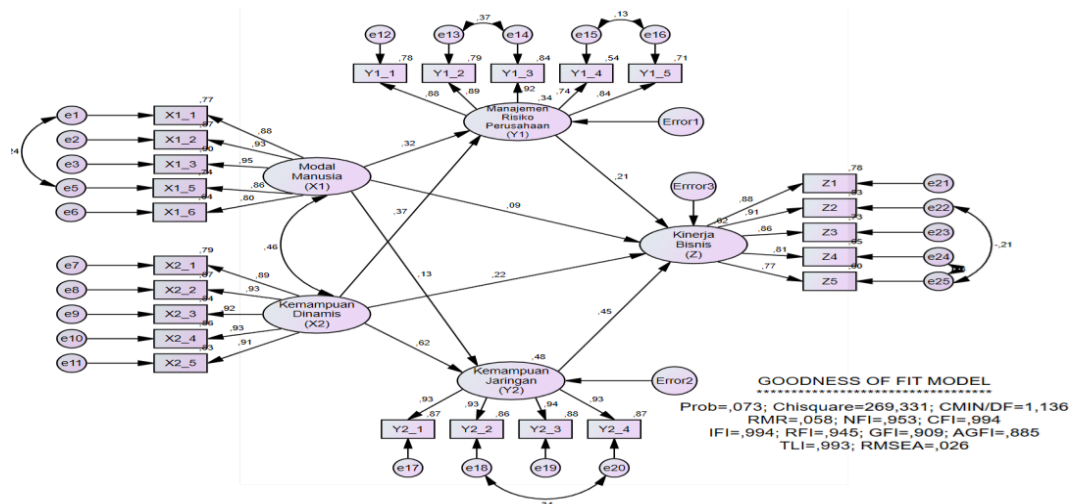 ,37
,13
e12
e13
e14
e15
e16
,78
,79
,84
,54
,71
Y1_1
Y1_2
Y1_3
Y1_4
Y1_5
,88
,89
,92
,74
,84
,34
Manajemen
Risiko
Perusahaan
(Y1)
Error1
,77
e1
X1_1
,88
e2
X1_2
,93
e3
X1_3
,95
,74
e5
X1_5
,86
e6
X1_6
,80
Modal
Manusia
(X1)
,32
,37
,09
,13
,46
,21
Errror3
Kinerja
Bisnis
(Z)
,78
,88
Z1
e21
,91
Z2
e22
,73
,86
Z3
e23
,81
Z4
e24
,77
Z5
e25
-,21
,79
e7
X2_1
,89
e8
X2_2
,93
e9
X2_3
,92
e10
X2_4
,93
e11
X2_5
,91
Kemampuan
Dinamis
(X2)
,22
,62
,45
,48
Kemampuan
Jaringan
(Y2)
Error2
,93
,93
,94
,93
,87
,86
,88
,87
Y2_1
Y2_2
Y2_3
Y2_4
e17
e18
e19
e20
GOODNESS OF FIT MODEL
Prob=,073; Chisquare=269,331; CMIN/DF=1,136
RMR=,058; NFI=,953; CFI=,994
IFI=,994; RFI=,945; GFI=,909; AGFI=,885
TLI=,993; RMSEA=,026